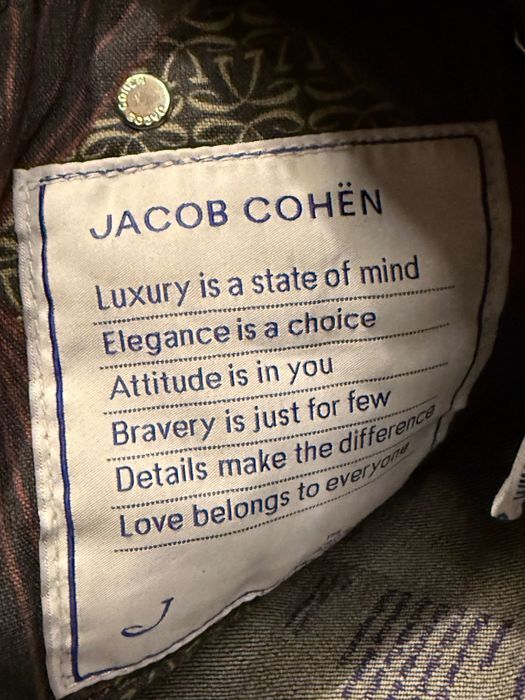 JACOB COHËN
Luxury is a state of mind
Elegance is a choice
Attitude is in you
Bravery is just for few
Details make the difference
Love belongs to everyone
J